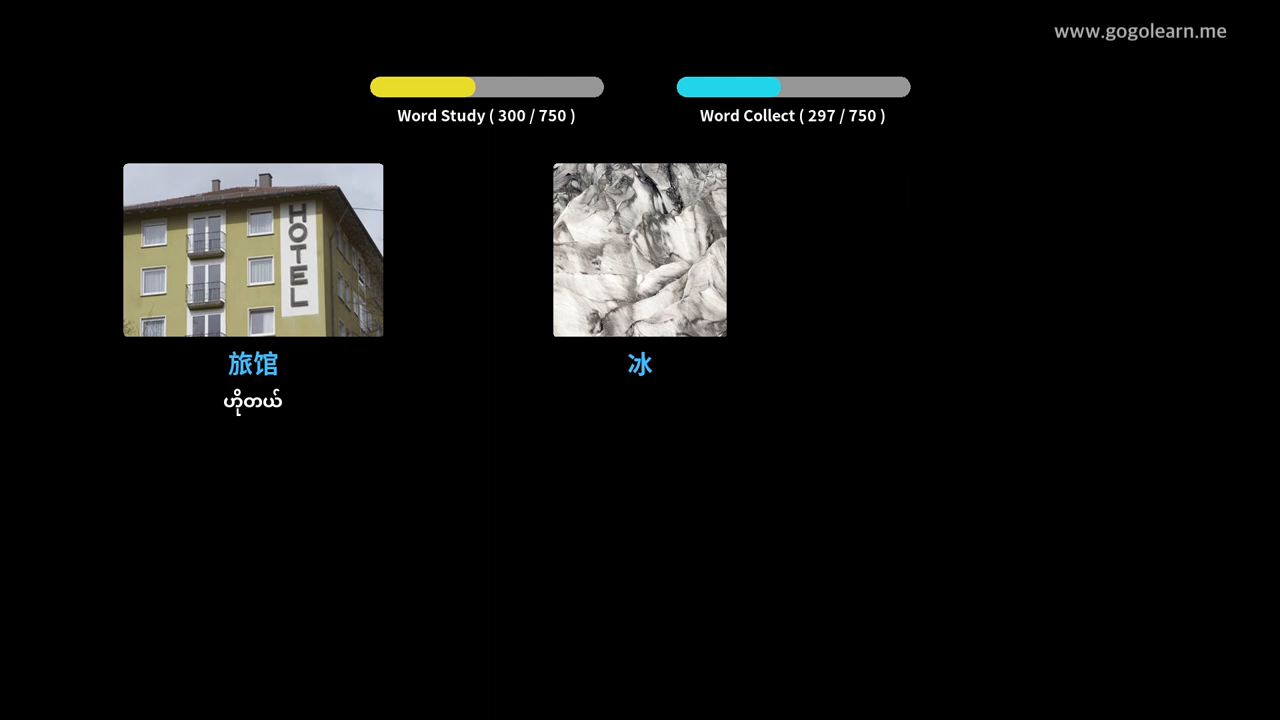 www.gogolearn.me
Word Study ( 300 / 750 )
Word Collect ( 297 / 750 )
HOTEL
旅馆
冰
ဟိုတယ်